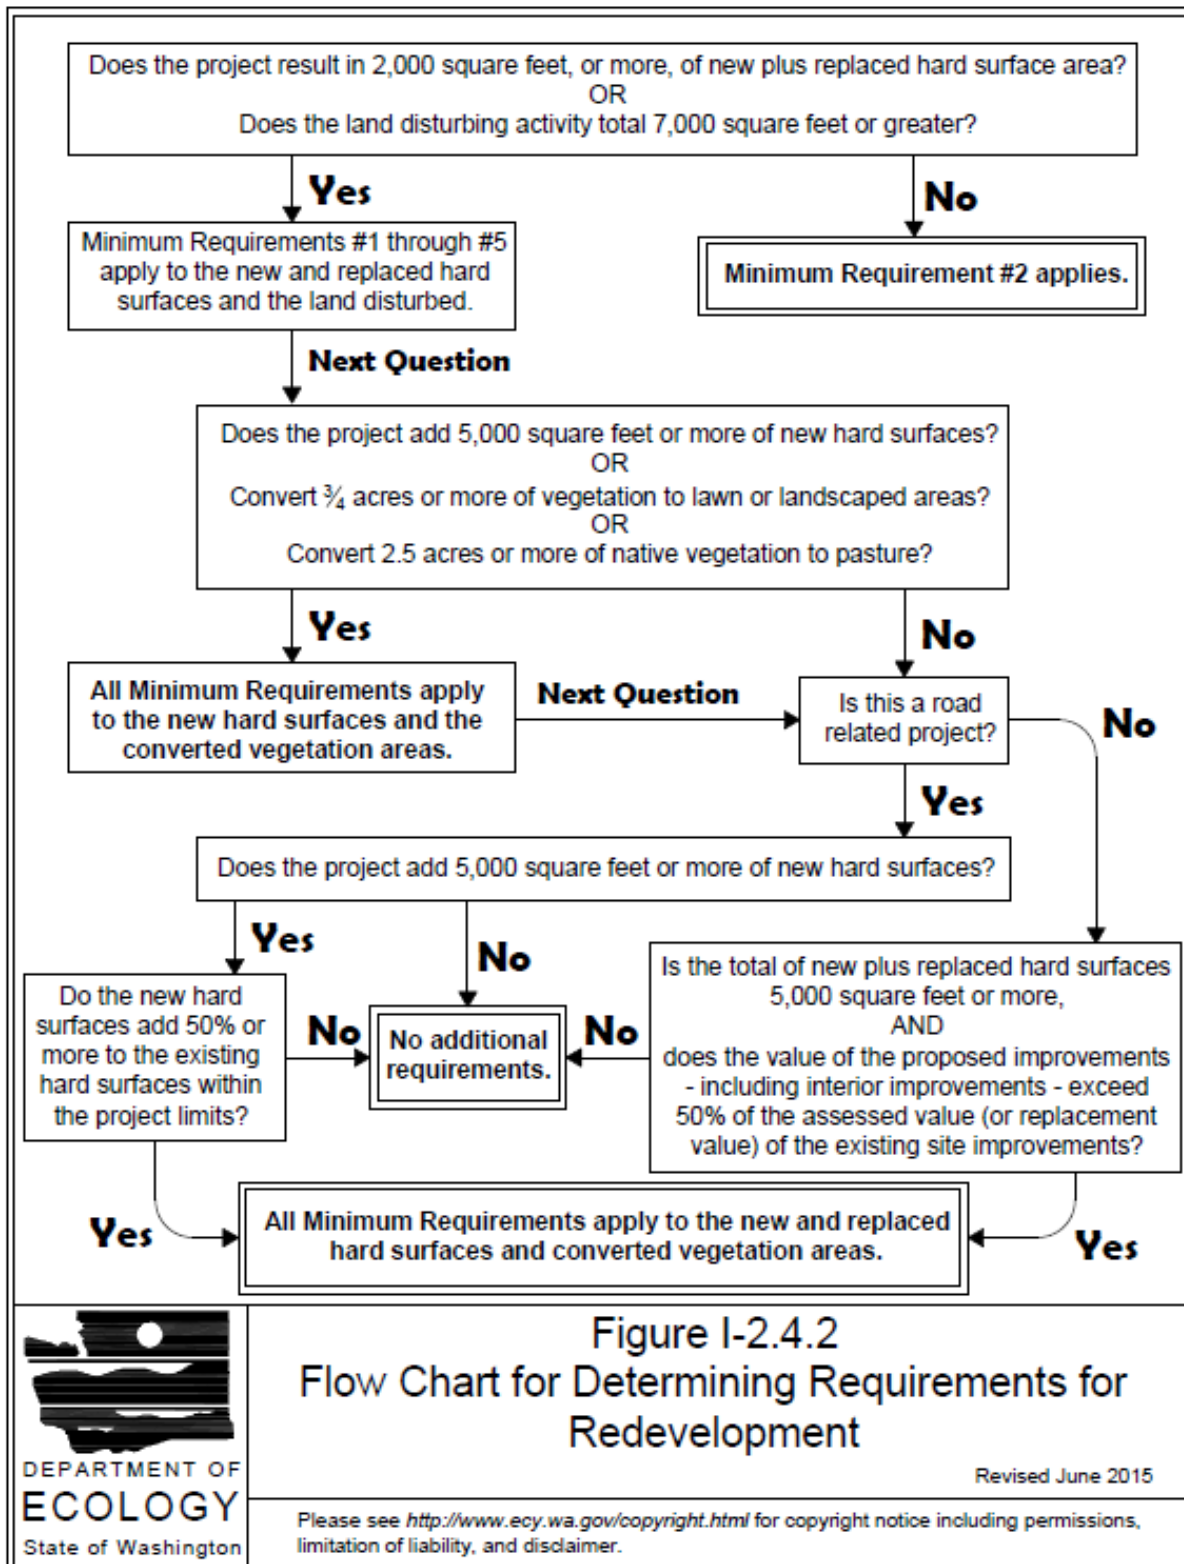 Does the project result in 2,000 square feet, or more, of new plus replaced hard surface area?
OR
Does the land disturbing activity total 7,000 square feet or greater?
Yes
No
Minimum Requirements #1 through #5
apply to the new and replaced hard
surfaces and the land disturbed.
Minimum Requirement #2 applies.
Next Question
Does the project add 5,000 square feet or more of new hard surfaces?
OR
Convert ¾ acres or more of vegetation to lawn or landscaped areas?
OR
Convert 2.5 acres or more of native vegetation to pasture?
Yes
No
All Minimum Requirements apply
to the new hard surfaces and the
converted vegetation areas.
Next Question
Is this a road
related project?
No
Yes
Does the project add 5,000 square feet or more of new hard surfaces?
Yes
No
Do the new hard
surfaces add 50% or
more to the existing
hard surfaces within
the project limits?
No
No additional
requirements.
No
Is the total of new plus replaced hard surfaces
5,000 square feet or more,
AND
does the value of the proposed improvements
- including interior improvements - exceed
50% of the assessed value (or replacement
value) of the existing site improvements?
Yes
All Minimum Requirements apply to the new and replaced
hard surfaces and converted vegetation areas.
Yes
DEPARTMENT OF
ECOLOGY
State of Washington
Figure I-2.4.2
Flow Chart for Determining Requirements for
Redevelopment
Revised June 2015
Please see http://www.ecy.wa.gov/copyright.html for copyright notice including permissions,
limitation of liability, and disclaimer.